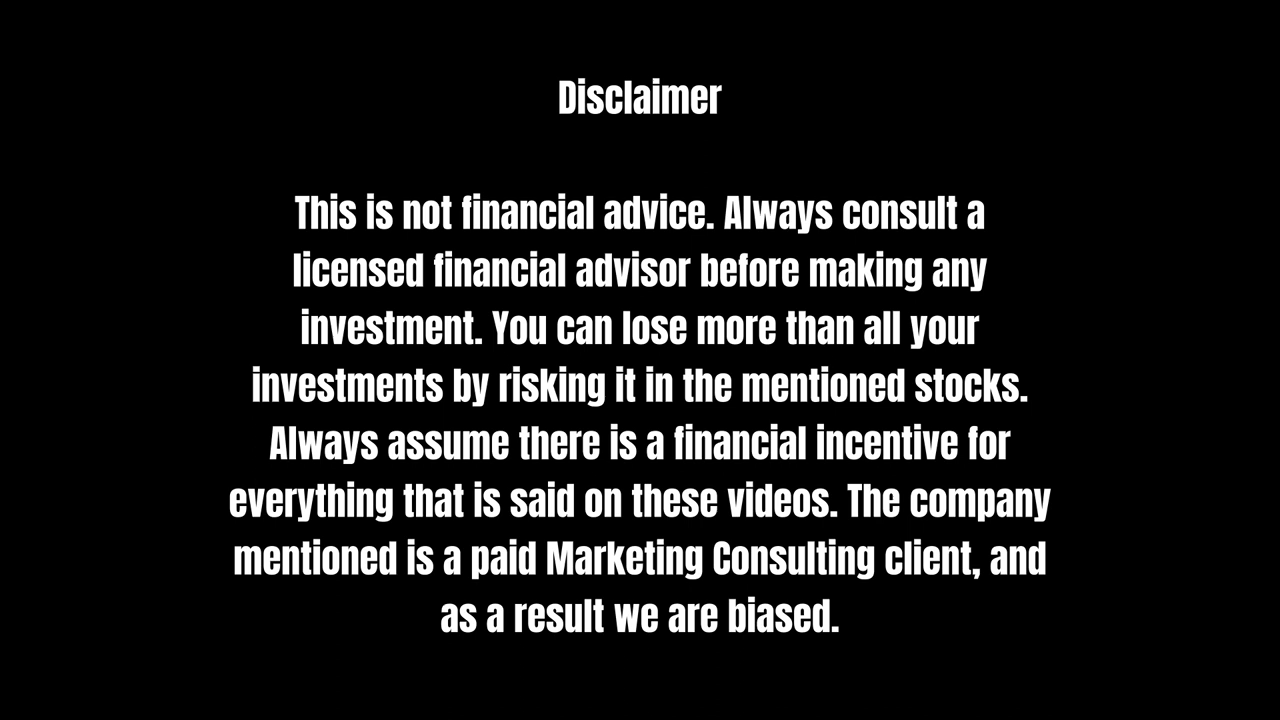 Disclaimer
This is not financial advice. Always consult a
licensed financial advisor before making any
investment. You can lose more than all your
investments by risking it in the mentioned stocks.
Always assume there is a financial incentive for
everything that is said on these videos. The company
mentioned is a paid Marketing Consulting client, and
as a result we are biased.